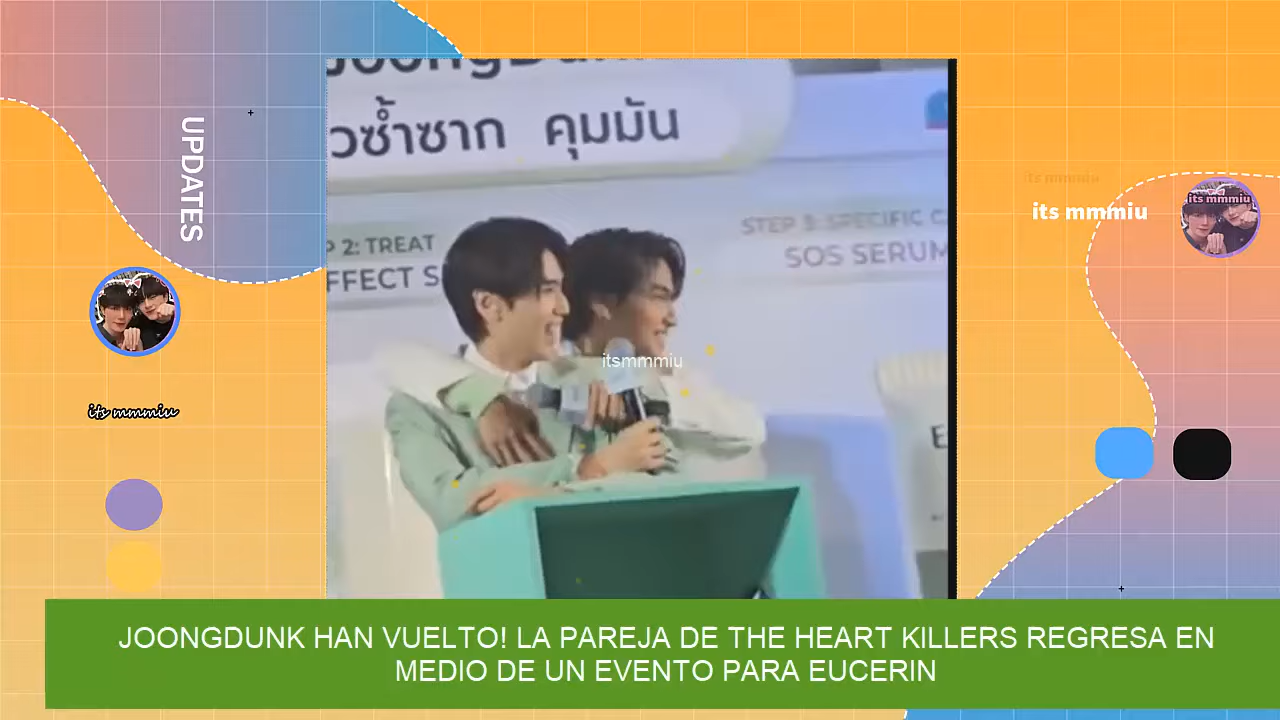 วซ้ำซาก คุมมัน
UPDATES
its mmmiu
its mmmiu
its mmmiu
2: TREAT
STEP 3: SPECIFIC
SOS SERUM
itsmmmiu
its mmmiu
JOONGDUNK HAN VUELTO! LA PAREJA DE THE HEART KILLERS REGRESA EN
MEDIO DE UN EVENTO PARA EUCERIN